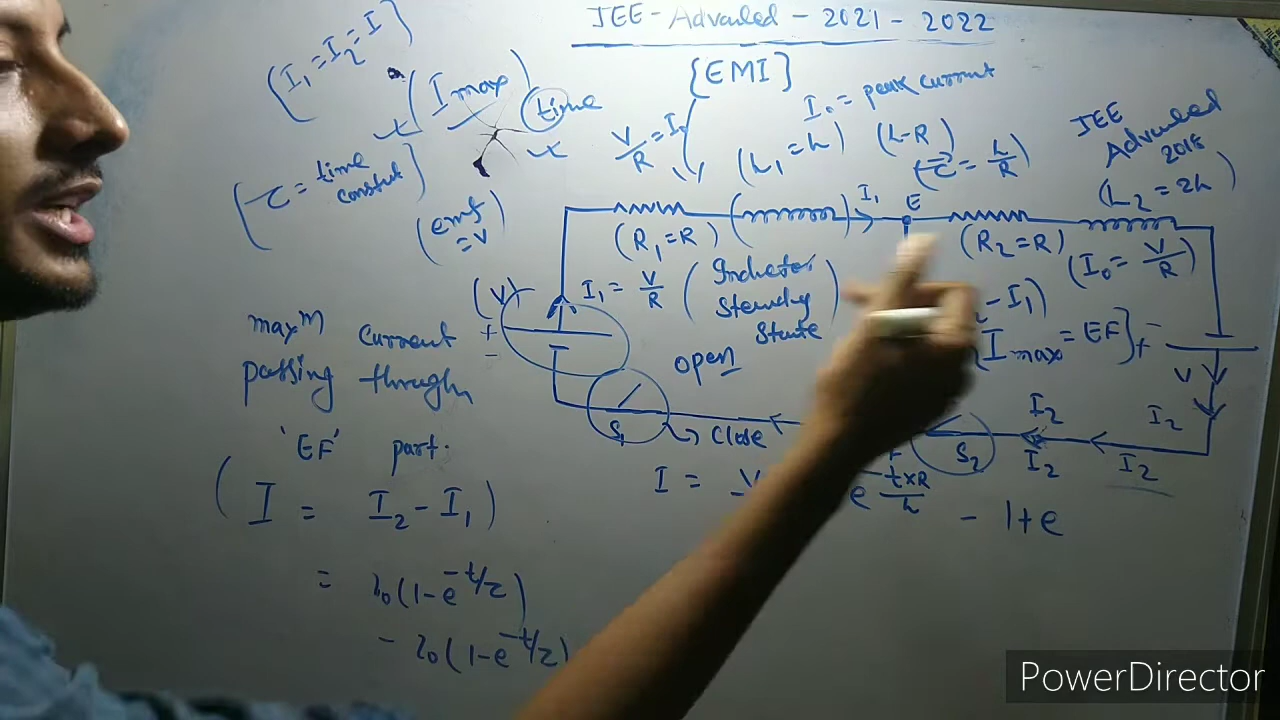 JEE-Advanced - 2021 - 2022
{EMI}
(I₁=I₂=I)
(Imax) time
I₀ = peak current
V/R = I₀
(L₁ = L)
(L-R)
(τ = L/R)
JEE
Advanced
2018
(L₂ = 2L)
(τ = time
constant)
(emf
= V)
I₁
E
(R₁=R)
(R₂=R)
(I₀ = V/R)
(V)
+
-
I₁ = V/R
(Inductor
Steady
State)
-I₁)
Imax = EF}
-
+
V
maxᵐ current
passing through
'EF' part.
open
S₁
Close
S₂
I₂
I₂
I₂
I₂
(I = I₂ - I₁)
= I₀(1-e^-t/τ)
- I₀(1-e^-t/τ)
I = V
e^-t×R/L
- 1+e
PowerDirector